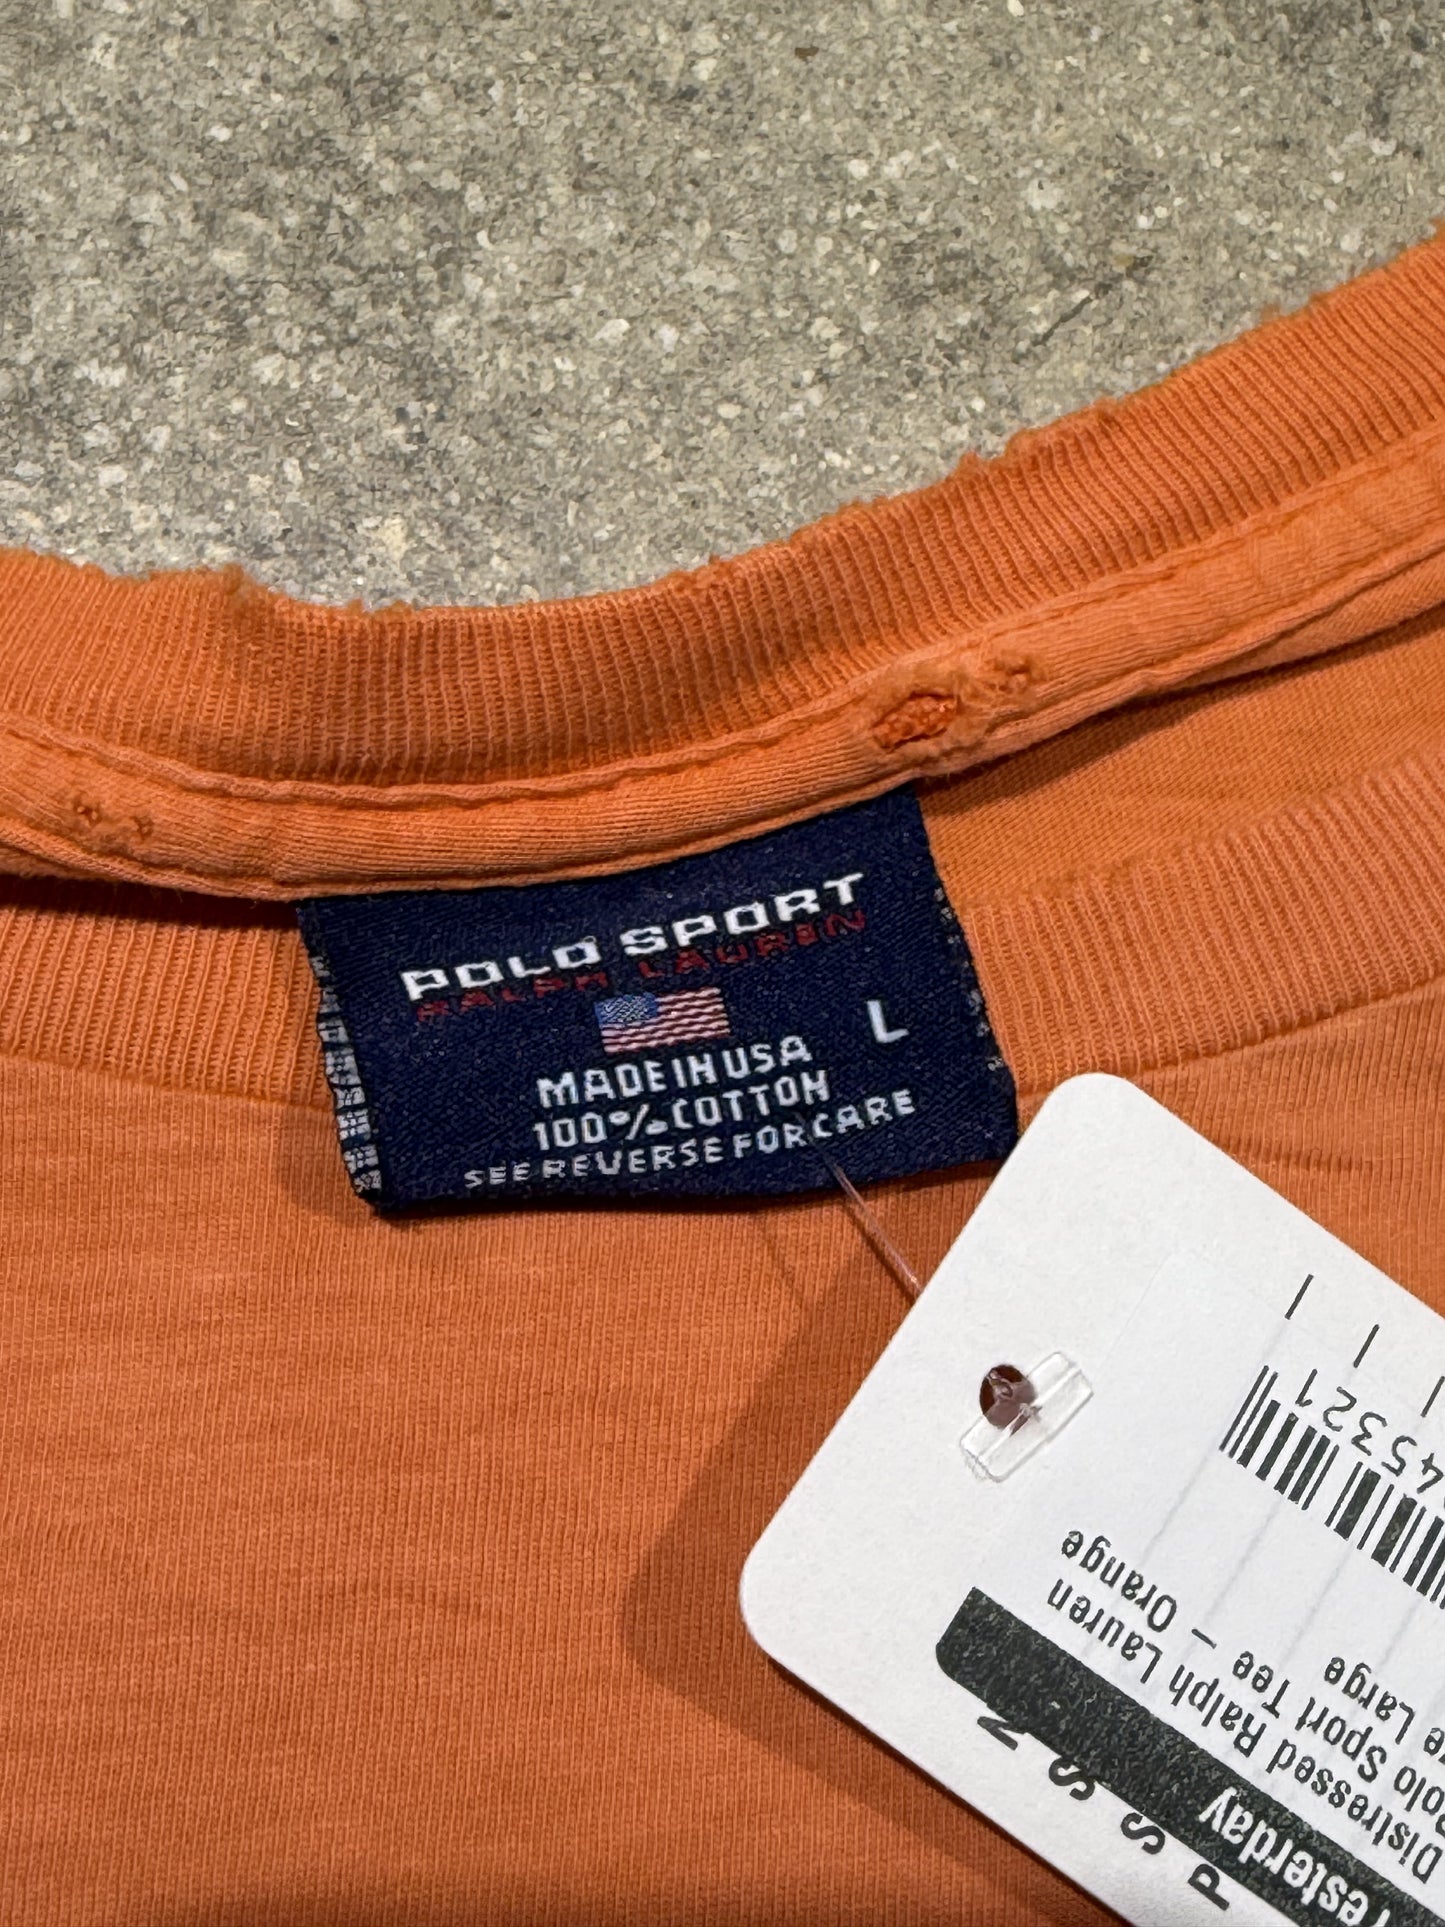 POLO SPORT
RALPH LAUREN
L
MADE IN USA
100% COTTON
SEE REVERSE FOR CARE
45321
Distressed Ralph Lauren
Polo Sport Tee – Orange
Large
Yesterday